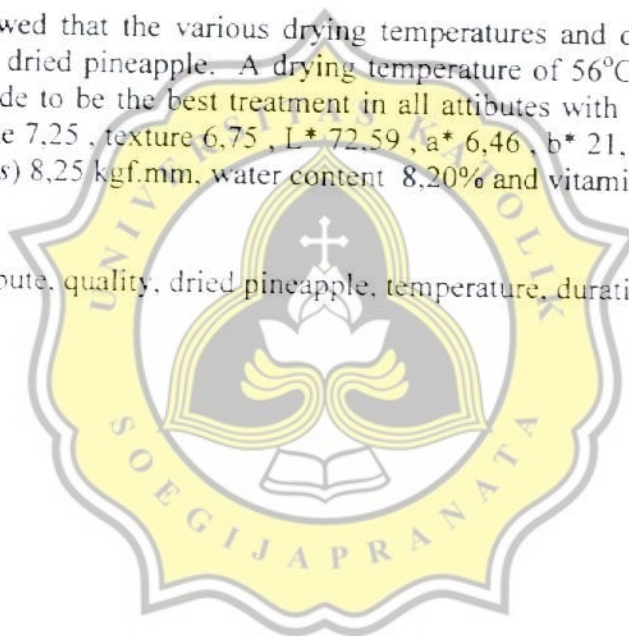 wed that the various drying temperatures and d
dried pineapple. A drying temperature of 56°C
de to be the best treatment in all attibutes with
e 7,25 , texture 6,75 , L* 72,59 , a* 6,46 , b* 21,
s) 8,25 kgf.mm, water content 8,20% and vitami
bute, quality, dried pineapple, temperature, durati
UNIVERSITAS KATOLIK
SOEGIJAPRANATA